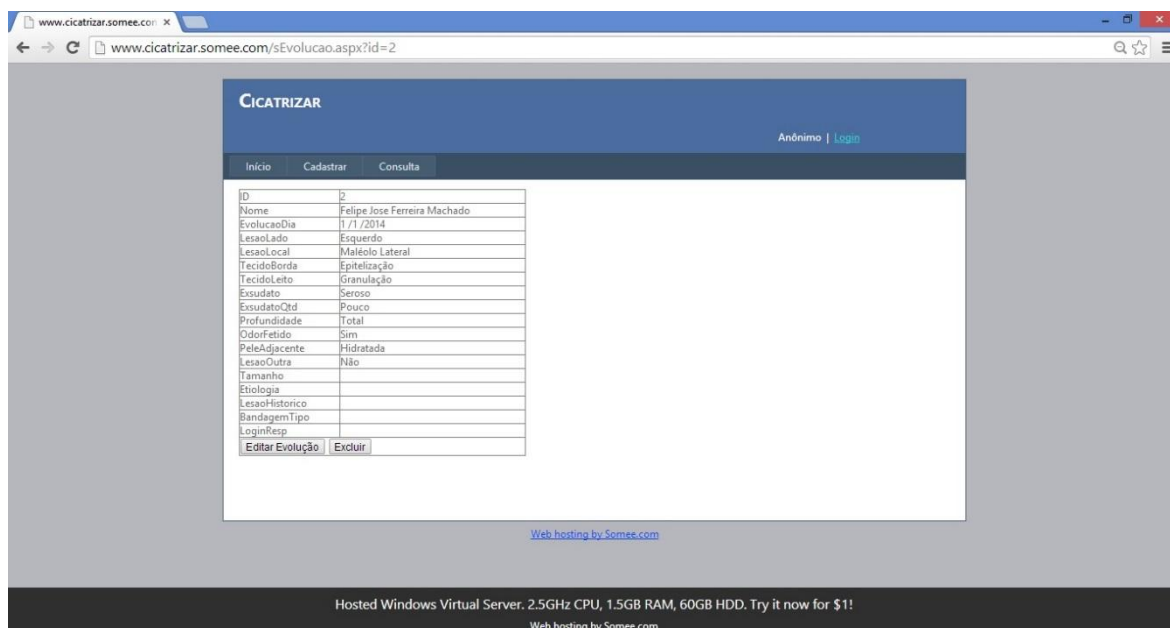 www.cicatrizar.somee.con
www.cicatrizar.somee.com/sEvolucao.aspx?id=2
CICATRIZAR
Anônimo | Login
Início Cadastrar Consulta
ID 2
Nome Felipe Jose Ferreira Machado
EvolucaoDia 1 /1 /2014
LesaoLado Esquerdo
LesaoLocal Maléolo Lateral
TecidoBorda Epitelização
TecidoLeito Granulação
Exsudato Seroso
ExsudatoQtd Pouco
Profundidade Total
OdorFetido Sim
PeleAdjacente Hidratada
LesaoOutra Não
Tamanho
Etiologia
LesaoHistorico
BandagemTipo
LoginResp
Editar Evolução Excluir
Web hosting by Somee.com
Hosted Windows Virtual Server. 2.5GHz CPU, 1.5GB RAM, 60GB HDD. Try it now for $1!
Web hosting by Somee.com